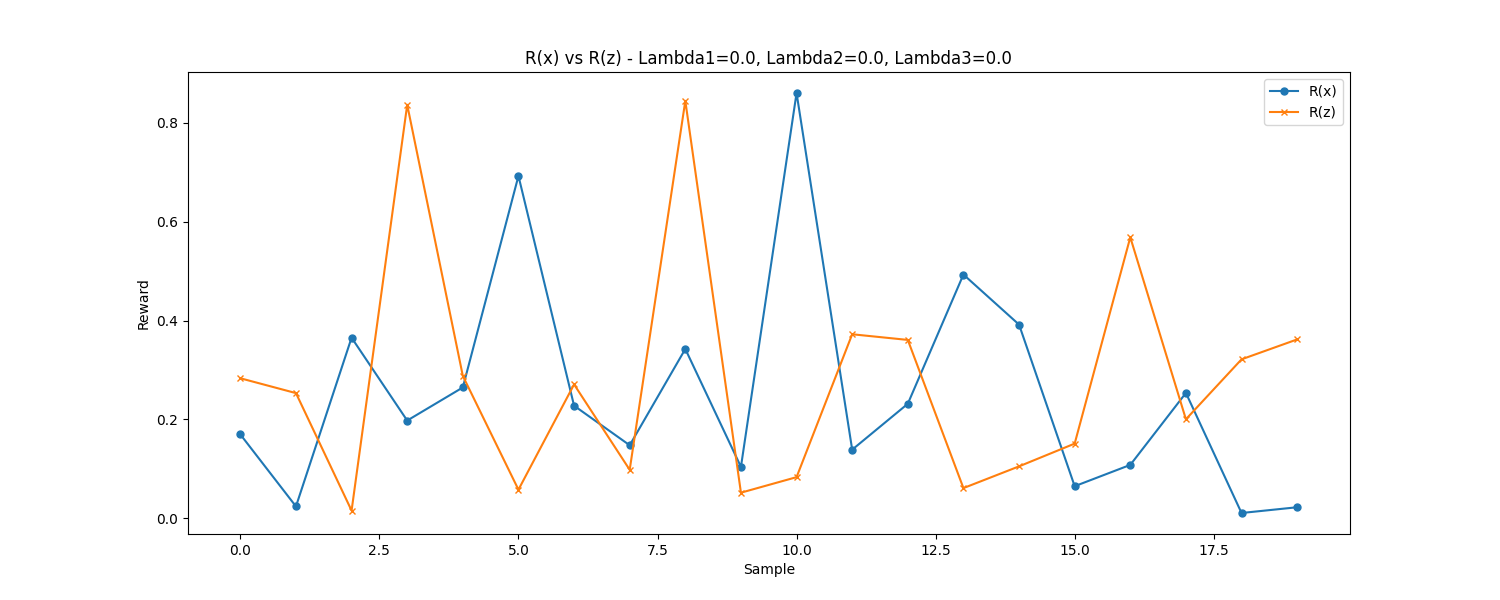 R(x) vs R(z) - Lambda1=0.0, Lambda2=0.0, Lambda3=0.0
R(x)
R(z)
Reward
0.8
0.6
0.4
0.2
0.0
0.0 2.5 5.0 7.5 10.0 12.5 15.0 17.5
Sample